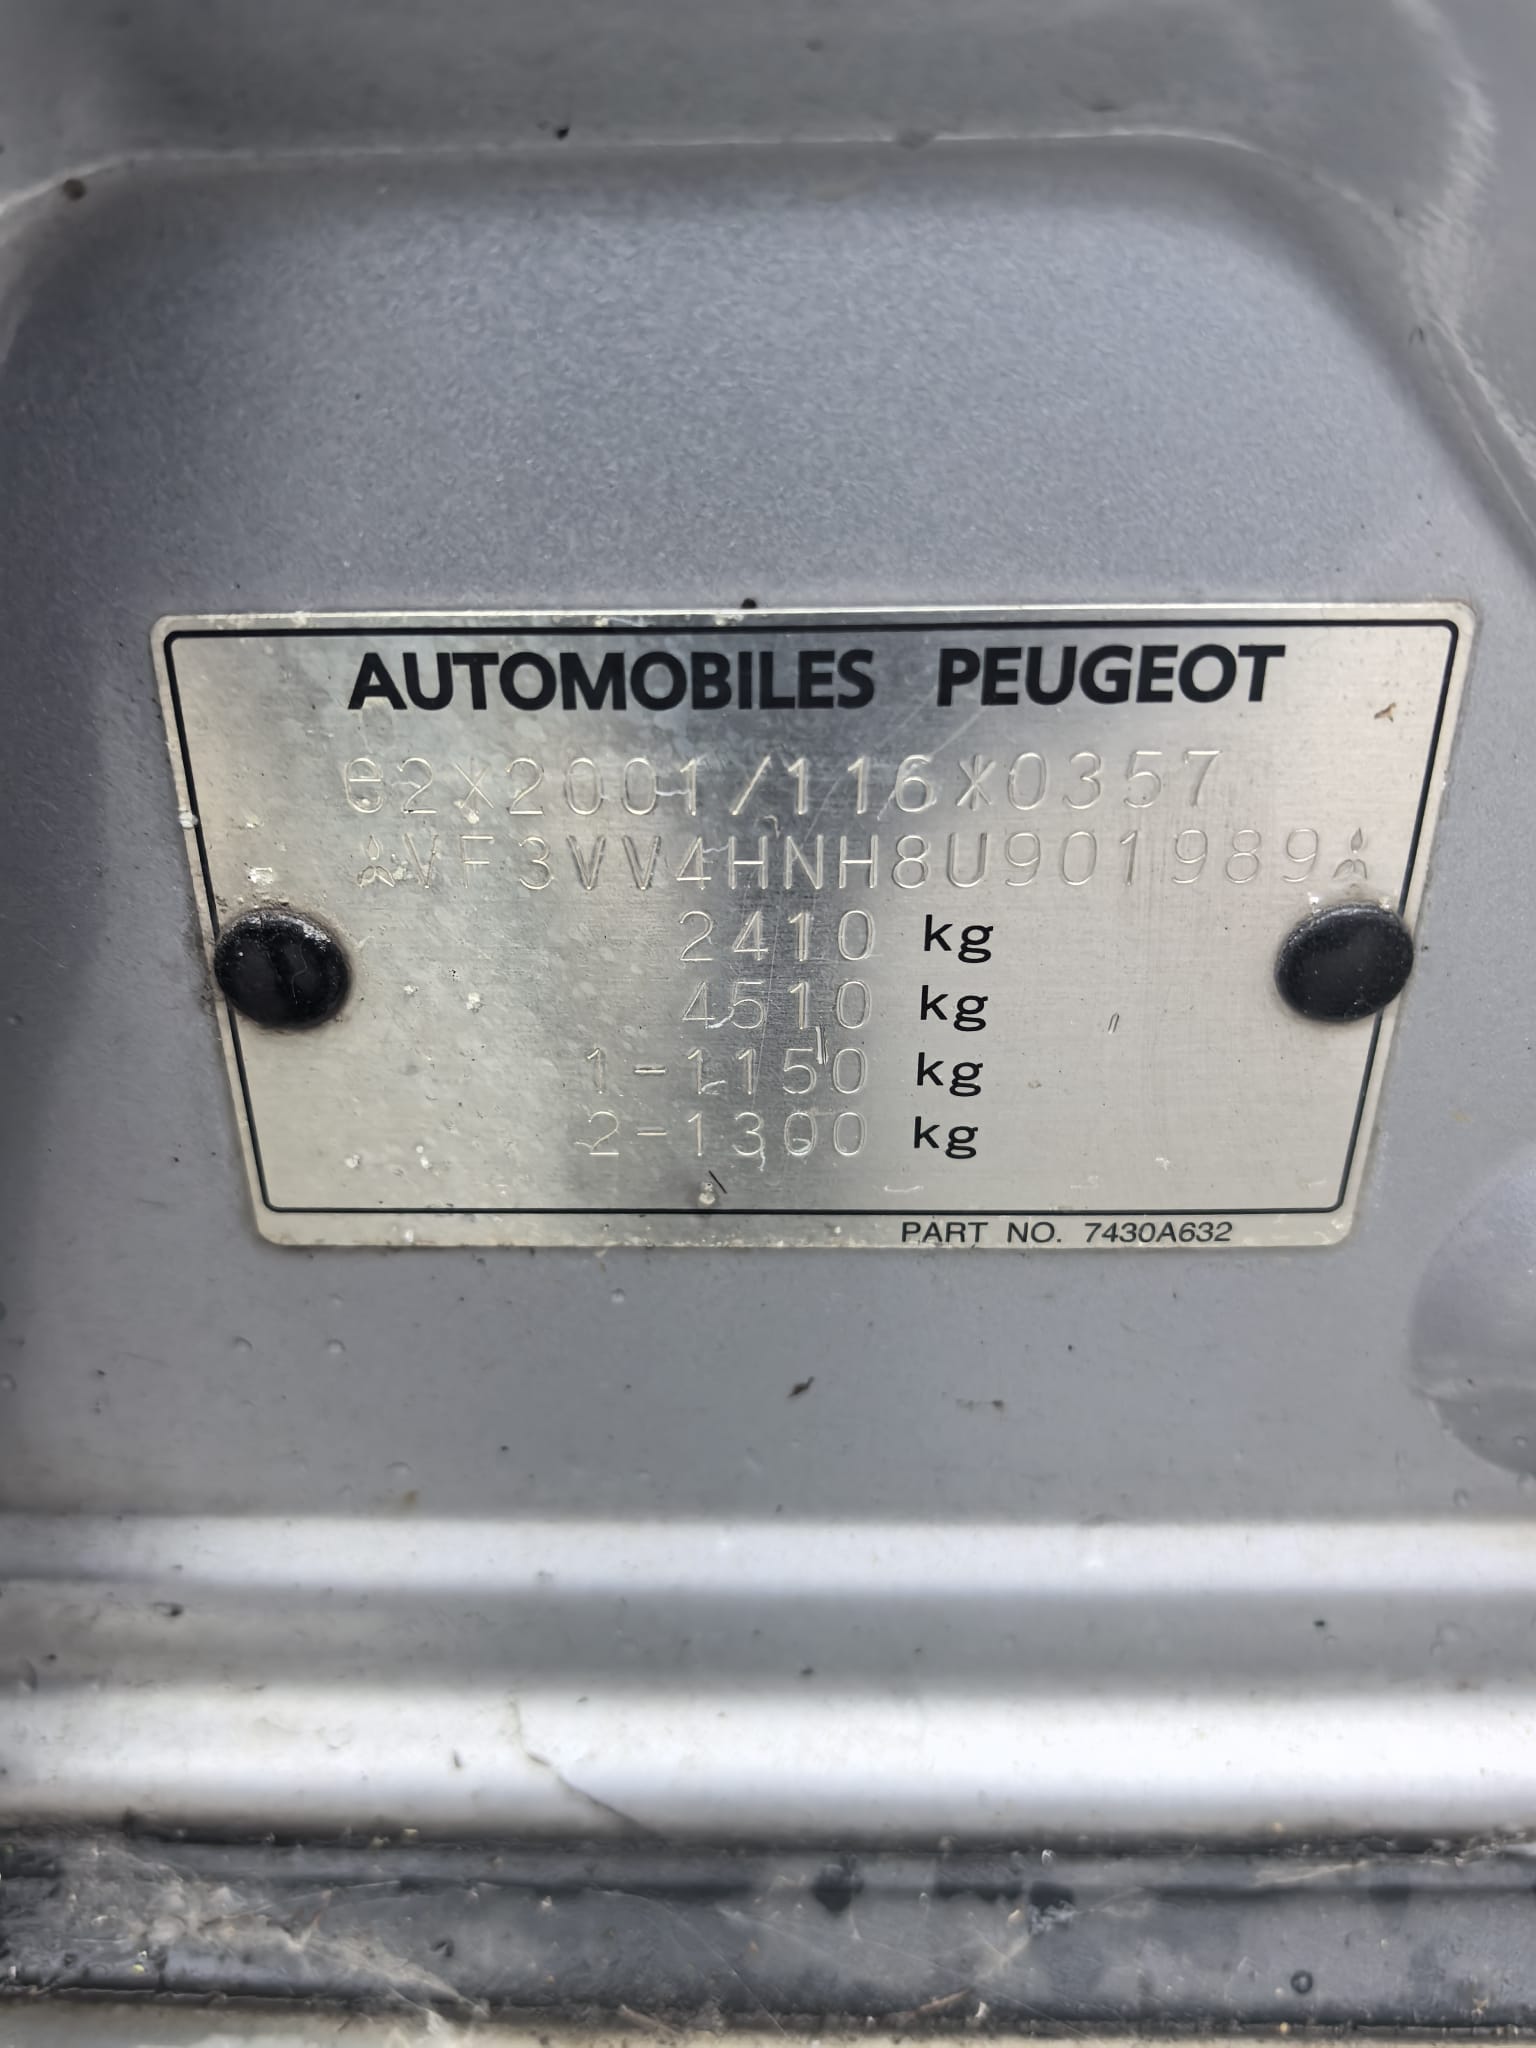 AUTOMOBILES PEUGEOT
e2*2001/116*0357
VF3VV4HNH8U901989
2410 kg
4510 kg
1-1150 kg
2-1300 kg
PART NO. 7430A632